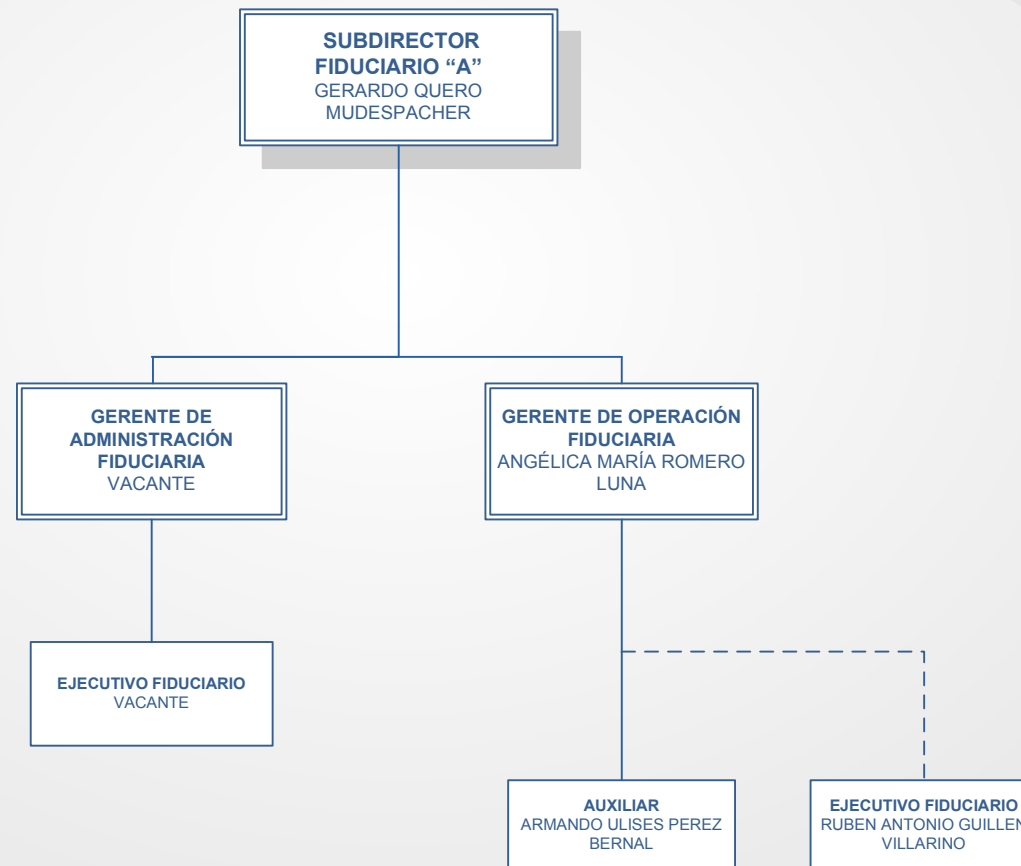 SUBDIRECTOR
FIDUCIARIO “A”
GERARDO QUERO
MUDESPACHER
GERENTE DE
ADMINISTRACIÓN
FIDUCIARIA
VACANTE
GERENTE DE OPERACIÓN
FIDUCIARIA
ANGÉLICA MARÍA ROMERO
LUNA
EJECUTIVO FIDUCIARIO
VACANTE
AUXILIAR
ARMANDO ULISES PEREZ
BERNAL
EJECUTIVO FIDUCIARIO
RUBEN ANTONIO GUILLEN
VILLARINO